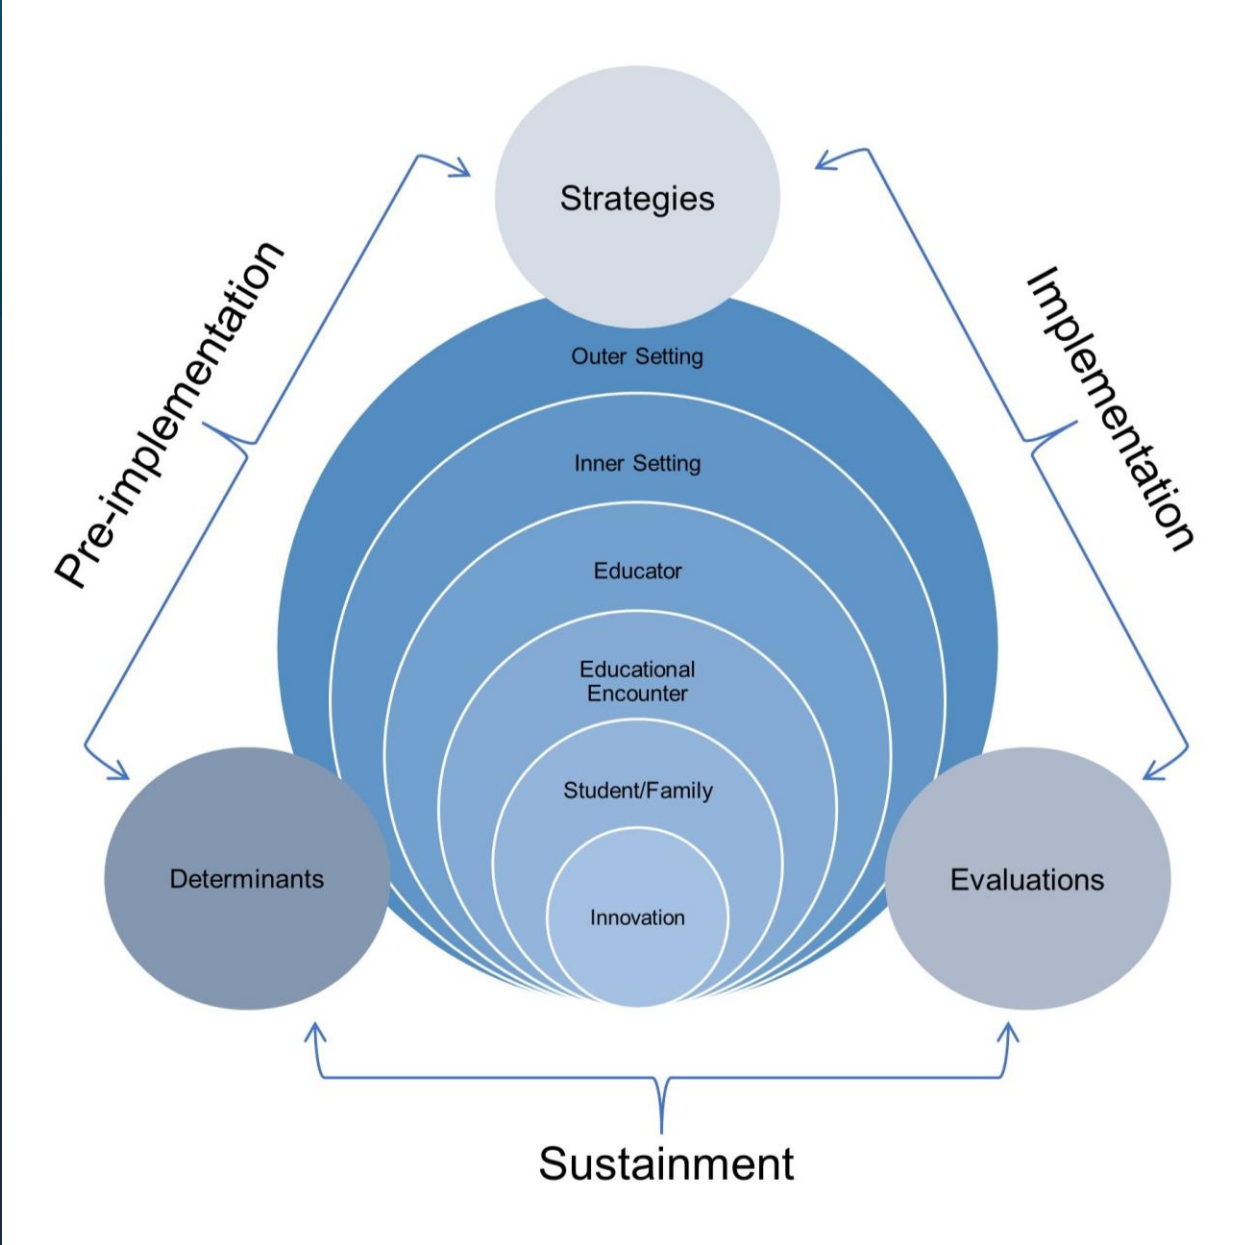 Strategies
Pre-implementation
Implementation
Outer Setting
Inner Setting
Educator
Educational
Encounter
Student/Family
Determinants
Innovation
Evaluations
Sustainment